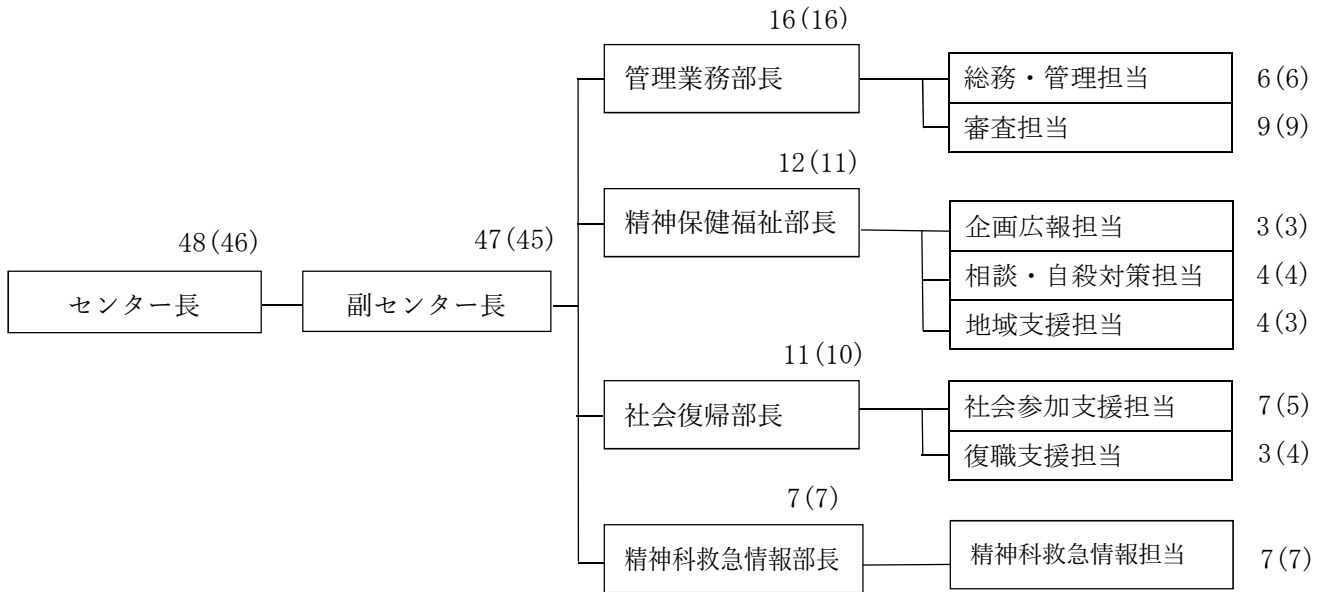 16(16)
管理業務部長
総務・管理担当 6(6)
審査担当 9(9)
12(11)
精神保健福祉部長
企画広報担当 3(3)
相談・自殺対策担当 4(4)
地域支援担当 4(3)
48(46)
センター長
47(45)
副センター長
11(10)
社会復帰部長
社会参加支援担当 7(5)
復職支援担当 3(4)
7(7)
精神科救急情報部長
精神科救急情報担当 7(7)